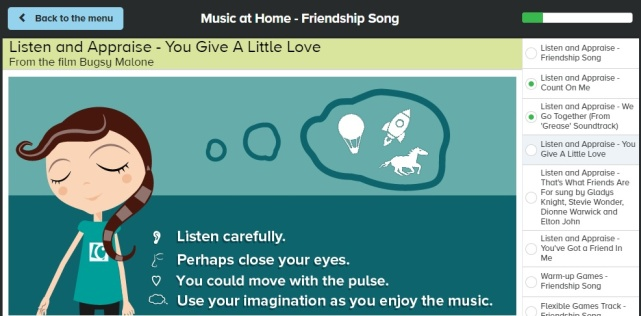 Back to the menu
Music at Home - Friendship Song
Listen and Appraise - You Give A Little Love
From the film Bugsy Malone
Listen carefully.
Perhaps close your eyes.
You could move with the pulse.
Use your imagination as you enjoy the music.
Listen and Appraise -
Friendship Song
Listen and Appraise -
Count On Me
Listen and Appraise - We
Go Together (From
'Grease' Soundtrack)
Listen and Appraise - You
Give A Little Love
Listen and Appraise -
That's What Friends Are
For sung by Gladys
Knight, Stevie Wonder,
Dionne Warwick and
Elton John
Listen and Appraise -
You've Got a Friend In
Me
Warm-up Games -
Friendship Song
Flexible Games Track -
Friendship Song